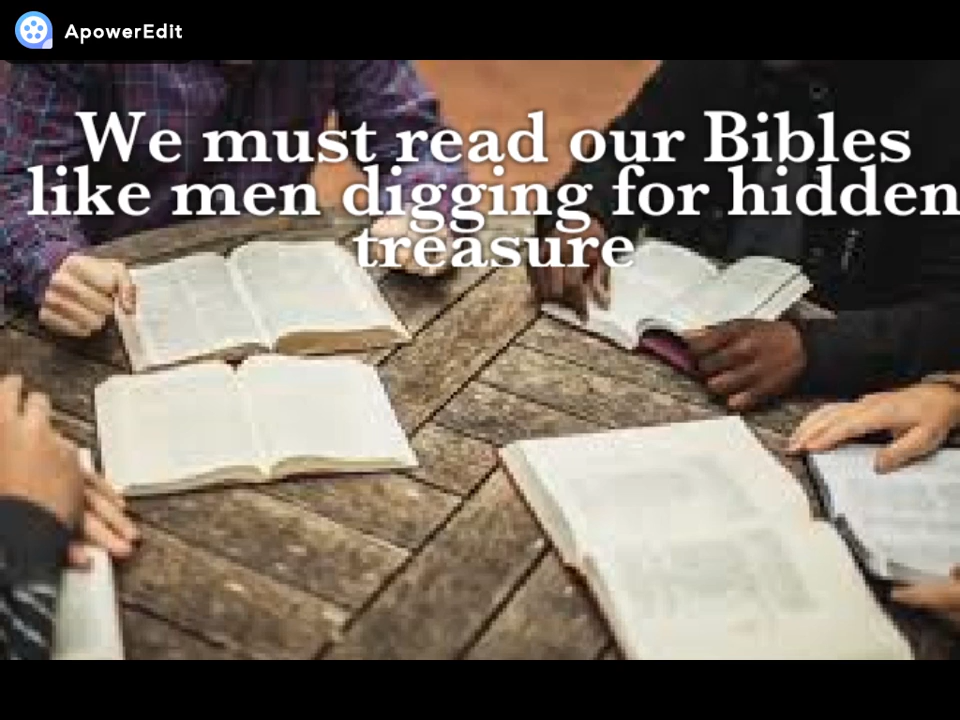 ApowerEdit
We must read our Bibles
like men digging for hidden
treasure